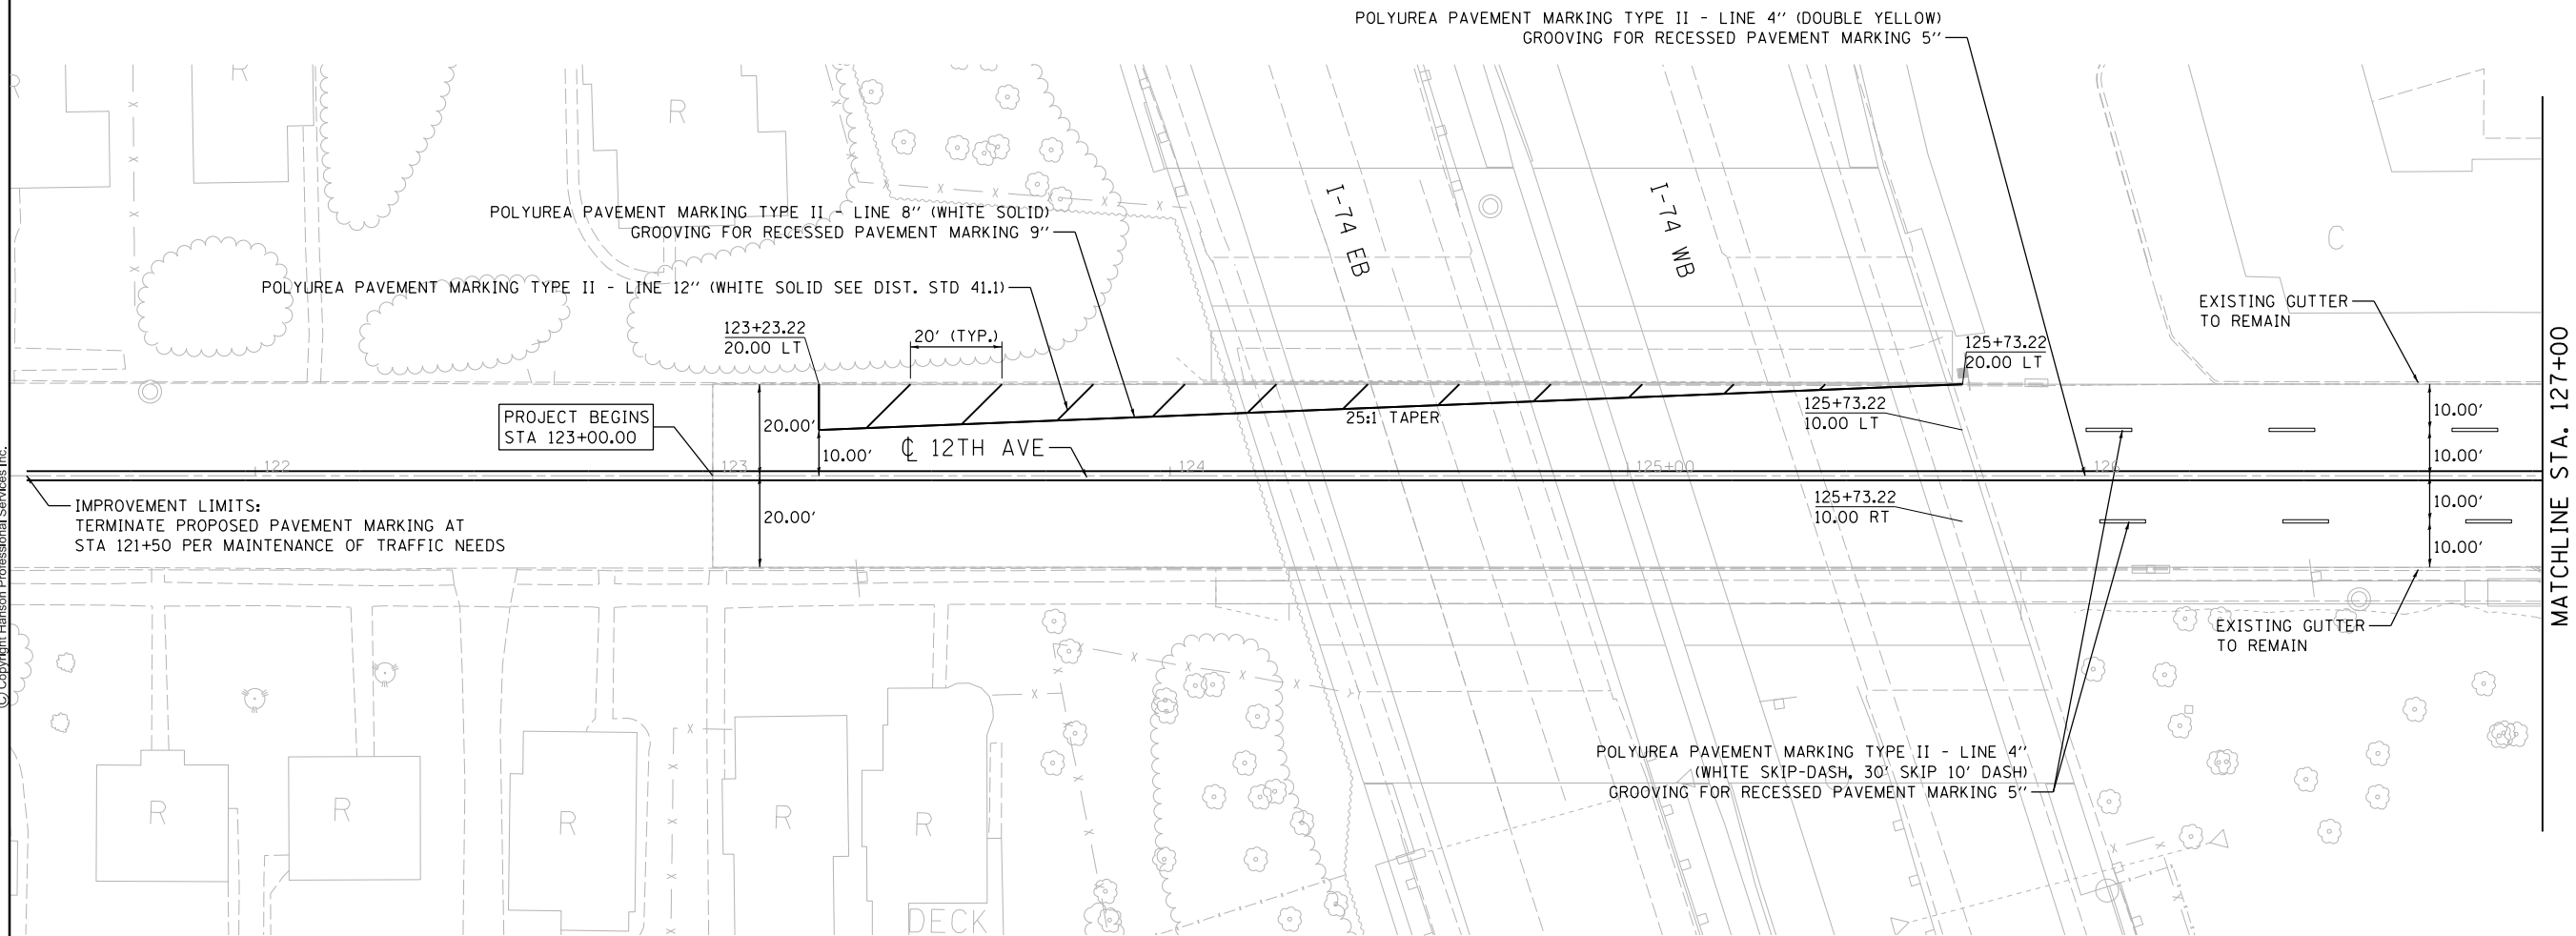 POLYUREA PAVEMENT MARKING TYPE II - LINE 4'' (DOUBLE YELLOW)
GROOVING FOR RECESSED PAVEMENT MARKING 5''
R
R
R
POLYUREA PAVEMENT MARKING TYPE II - LINE 8'' (WHITE SOLID)
GROOVING FOR RECESSED PAVEMENT MARKING 9''
I-74 EB
I-74 WB
C
POLYUREA PAVEMENT MARKING TYPE II - LINE 12'' (WHITE SOLID SEE DIST. STD 41.1)
EXISTING GUTTER
TO REMAIN
123+23.22
20.00 LT
20' (TYP.)
125+73.22
20.00 LT
MATCHLINE STA. 127+00
PROJECT BEGINS
STA 123+00.00
20.00'
10.00'
℄ 12TH AVE
25:1 TAPER
125+73.22
10.00 LT
10.00'
10.00'
122
123
124
125+00
126
IMPROVEMENT LIMITS:
TERMINATE PROPOSED PAVEMENT MARKING AT
STA 121+50 PER MAINTENANCE OF TRAFFIC NEEDS
20.00'
125+73.22
10.00 RT
10.00'
10.00'
EXISTING GUTTER
TO REMAIN
(C) Copyright Hanson Professional Services Inc.
POLYUREA PAVEMENT MARKING TYPE II - LINE 4''
(WHITE SKIP-DASH, 30' SKIP 10' DASH)
GROOVING FOR RECESSED PAVEMENT MARKING 5''
R
R
R
R
R
DECK